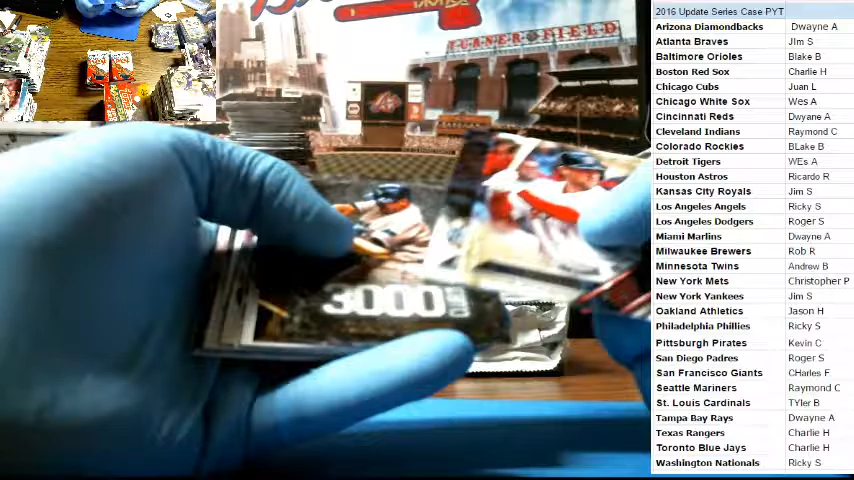 TURNER FIELD
3000
2016 Update Series Case PYT
Arizona Diamondbacks Dwayne A
Atlanta Braves JIm S
Baltimore Orioles Blake B
Boston Red Sox Charlie H
Chicago Cubs Juan L
Chicago White Sox Wes A
Cincinnati Reds Dwyane A
Cleveland Indians Raymond C
Colorado Rockies BLake B
Detroit Tigers WEs A
Houston Astros Ricardo R
Kansas City Royals Jim S
Los Angeles Angels Ricky S
Los Angeles Dodgers Roger S
Miami Marlins Dwayne A
Milwaukee Brewers Rob R
Minnesota Twins Andrew B
New York Mets Christopher P
New York Yankees Jim S
Oakland Athletics Jason H
Philadelphia Phillies Ricky S
Pittsburgh Pirates Kevin C
San Diego Padres Roger S
San Francisco Giants CHarles F
Seattle Mariners Raymond C
St. Louis Cardinals TYler B
Tampa Bay Rays Dwayne A
Texas Rangers Charlie H
Toronto Blue Jays Charlie H
Washington Nationals Ricky S